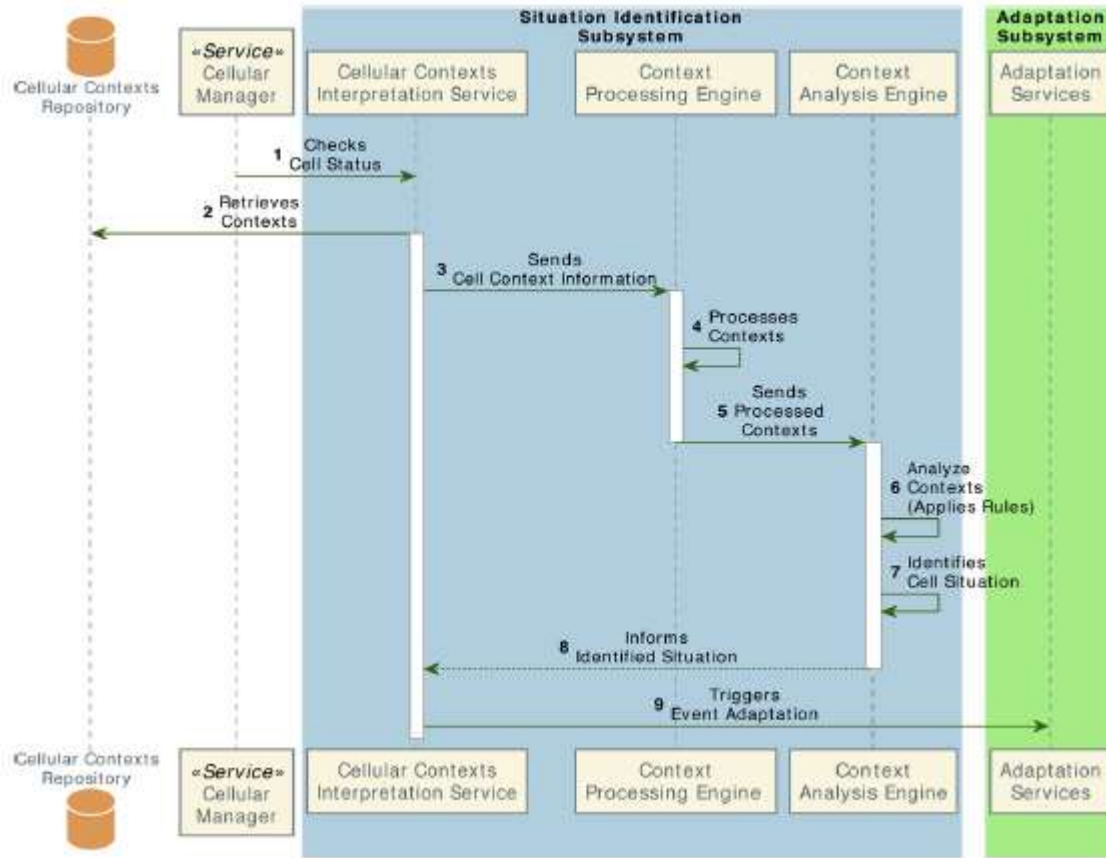 Situation Identification
Subsystem
Adaptation
Subsystem
Cellular Contexts
Repository
«Service»
Cellular
Manager
Cellular Contexts
Interpretation Service
Context
Processing Engine
Context
Analysis Engine
Adaptation
Services
1 Checks
Cell Status
2 Retrieves
Contexts
3 Sends
Cell Context Information
4 Processes
Contexts
Sends
5 Processed
Contexts
Analyze
6 Contexts
(Applies Rules)
7 Identifies
Cell Situation
8 Informs
Identified Situation
9 Triggers
Event Adaptation
Cellular Contexts
Repository
«Service»
Cellular
Manager
Cellular Contexts
Interpretation Service
Context
Processing Engine
Context
Analysis Engine
Adaptation
Services